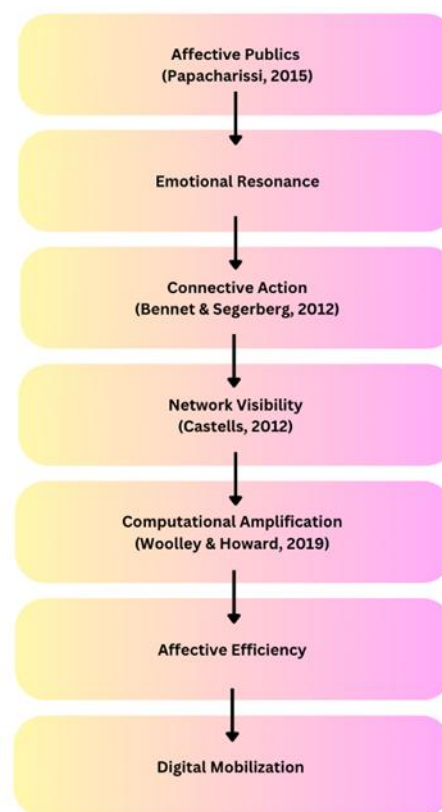 Affective Publics
(Papacharissi, 2015)
Emotional Resonance
Connective Action
(Bennet & Segerberg, 2012)
Network Visibility
(Castells, 2012)
Computational Amplification
(Woolley & Howard, 2019)
Affective Efficiency
Digital Mobilization